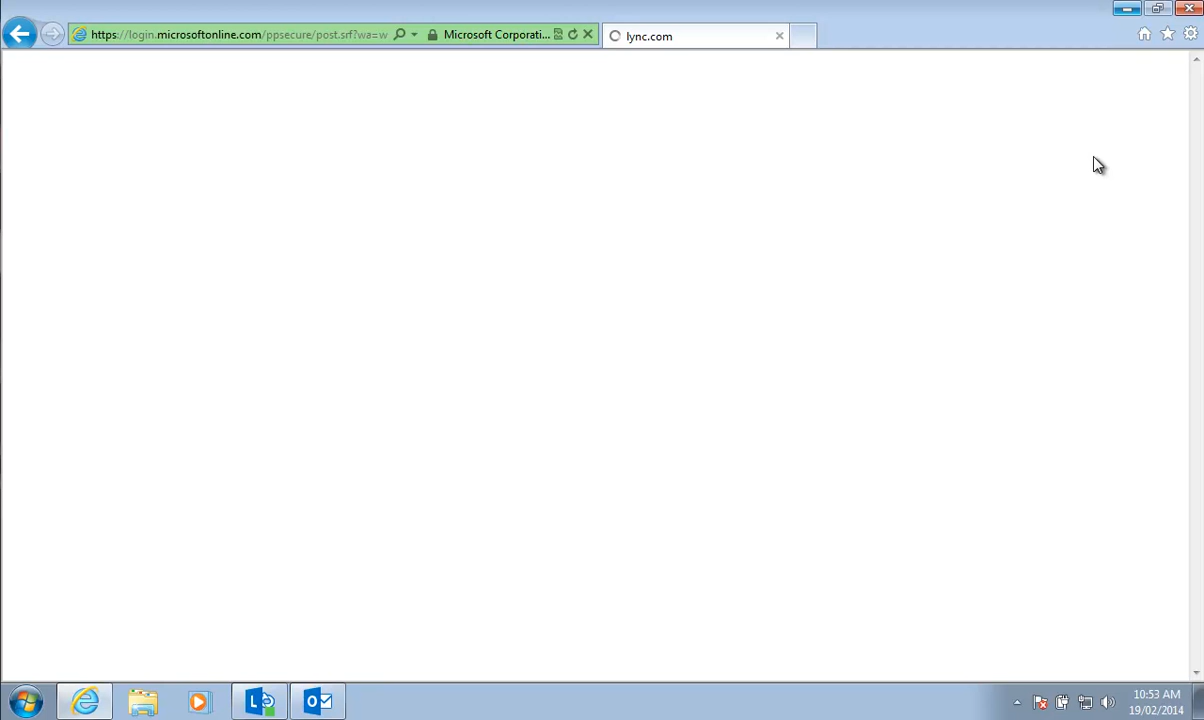 https://login.microsoftonline.com/ppsecure/post.srf?wa=w
Microsoft Corporati...
lync.com
10:53 AM
19/02/2014